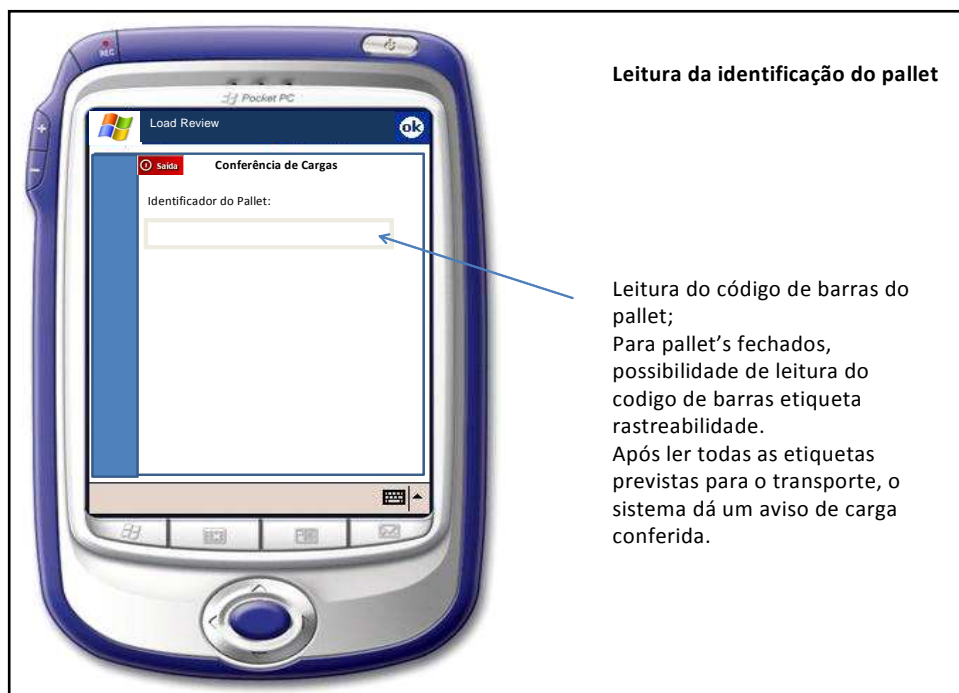 REC
Pocket PC
Load Review
ok
Saída
Conferência de Cargas
Identificador do Pallet:
Leitura da identificação do pallet
Leitura do código de barras do
pallet;
Para pallet’s fechados,
possibilidade de leitura do
codigo de barras etiqueta
rastreabilidade.
Após ler todas as etiquetas
previstas para o transporte, o
sistema dá um aviso de carga
conferida.